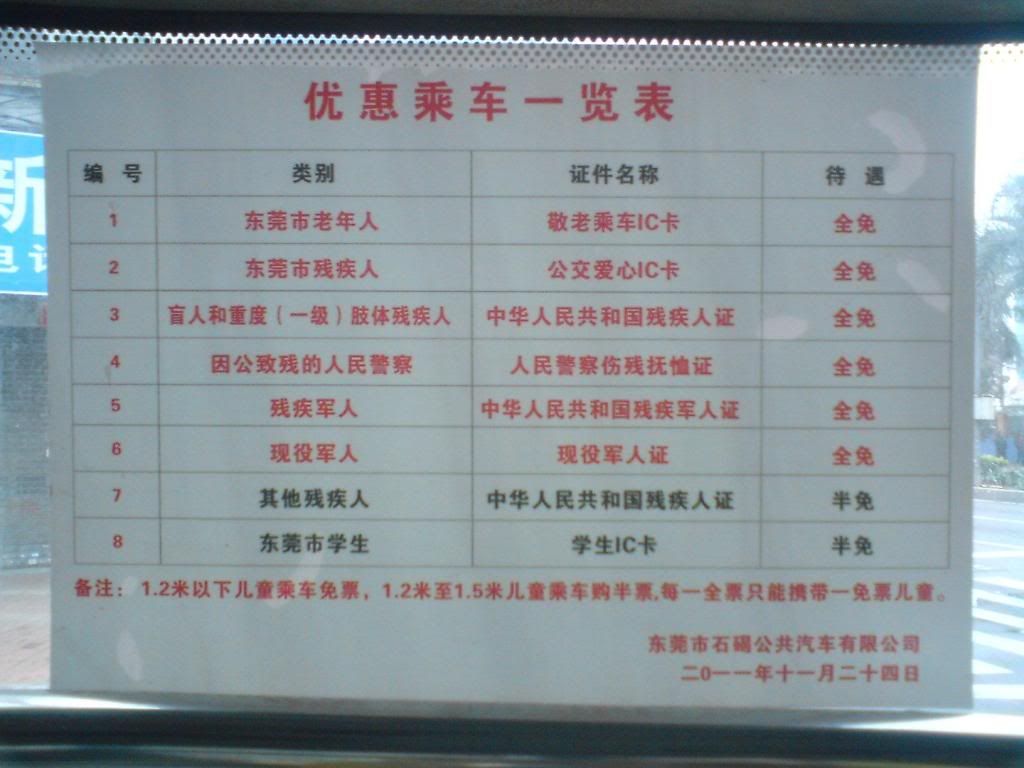 优惠乘车一览表
编号 类别 证件名称 待遇
1 东莞市老年人 敬老乘车IC卡 全免
2 东莞市残疾人 公交爱心IC卡 全免
3 盲人和重度(一级)肢体残疾人 中华人民共和国残疾人证 全免
4 因公致残的人民警察 人民警察伤残抚恤证 全免
5 残疾军人 中华人民共和国残疾军人证 全免
6 现役军人 现役军人证 全免
7 其他残疾人 中华人民共和国残疾人证 半免
8 东莞市学生 学生IC卡 半免
备注：1.2米以下儿童乘车免票，1.2米至1.5米儿童乘车购半票,每一全票只能携带一免票儿童。
东莞市石碣公共汽车有限公司
二0一一年十一月二十四日
新